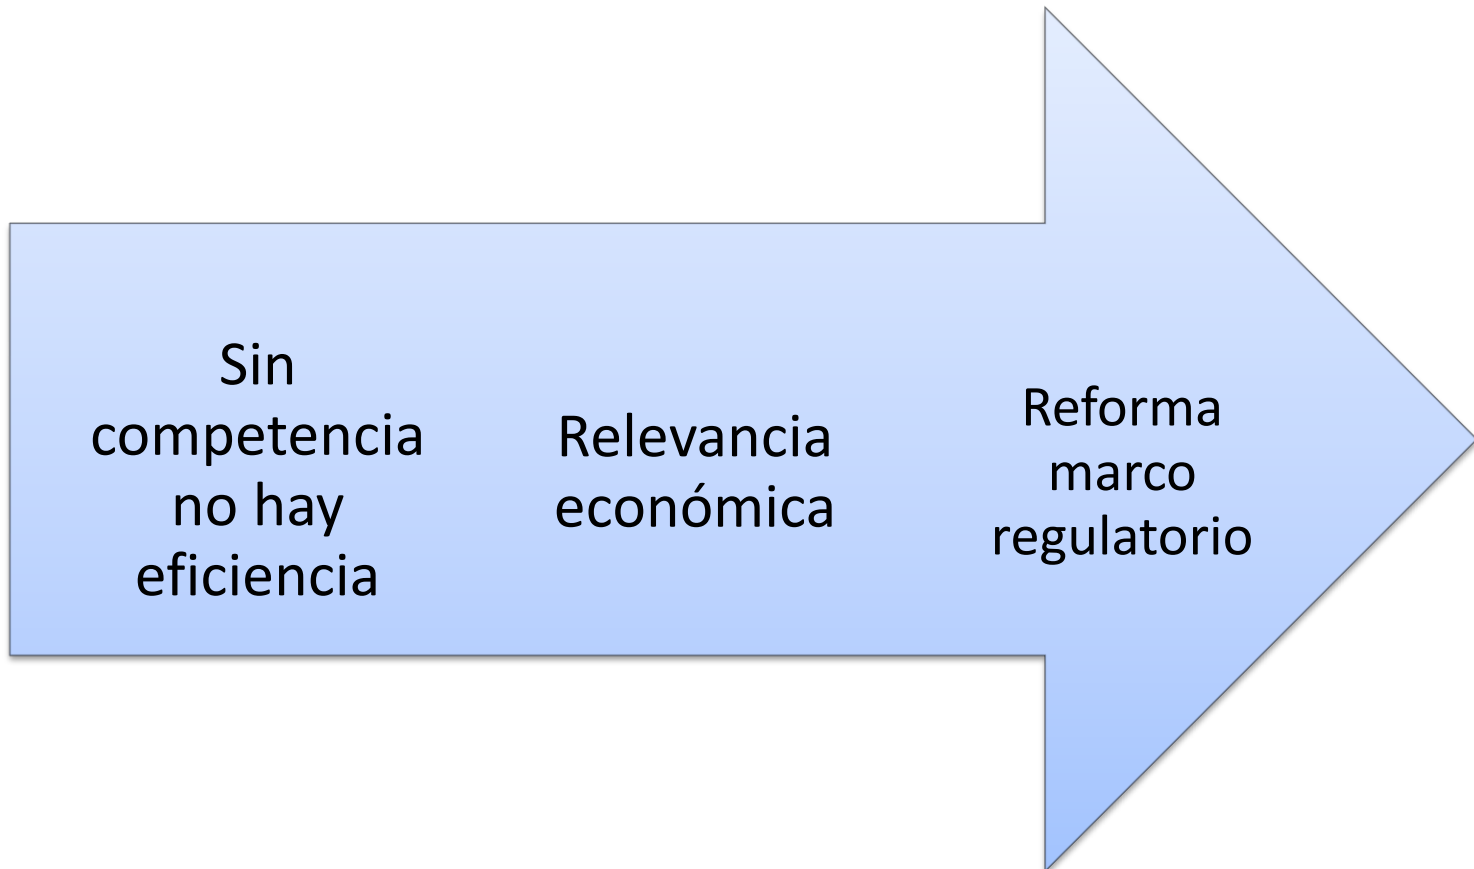 Sin
competencia
no hay
eficiencia
Relevancia
económica
Reforma
marco
regulatorio